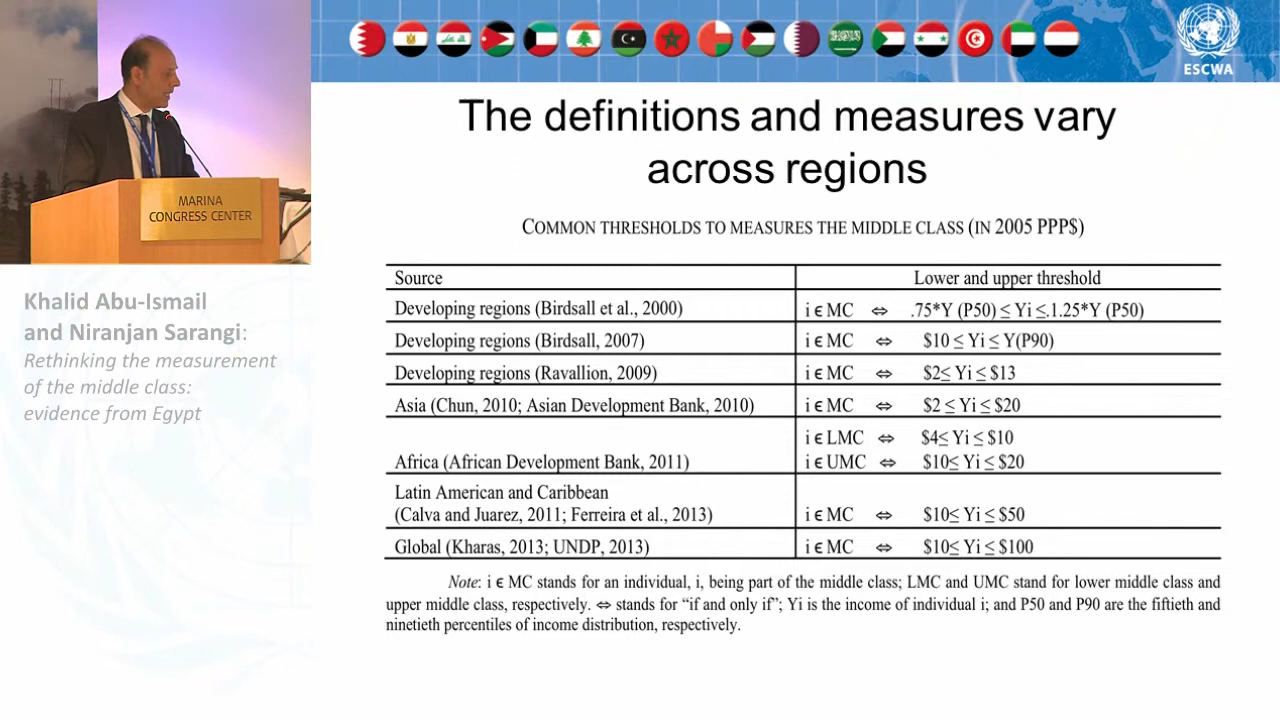 ESCWA
The definitions and measures vary
across regions
MARINA
CONGRESS CENTER
Khalid Abu-Ismail
and Niranjan Sarangi:
Rethinking the measurement
of the middle class:
evidence from Egypt
COMMON THRESHOLDS TO MEASURES THE MIDDLE CLASS (IN 2005 PPP$)
Source Lower and upper threshold
Developing regions (Birdsall et al., 2000) i ϵ MC ⇔ .75*Y (P50) ≤ Yi ≤.1.25*Y (P50)
Developing regions (Birdsall, 2007) i ϵ MC ⇔ $10 ≤ Yi ≤ Y(P90)
Developing regions (Ravallion, 2009) i ϵ MC ⇔ $2≤ Yi ≤ $13
Asia (Chun, 2010; Asian Development Bank, 2010) i ϵ MC ⇔ $2 ≤ Yi ≤ $20
i ϵ LMC ⇔ $4≤ Yi ≤ $10
Africa (African Development Bank, 2011) i ϵ UMC ⇔ $10≤ Yi ≤ $20
Latin American and Caribbean
(Calva and Juarez, 2011; Ferreira et al., 2013) i ϵ MC ⇔ $10≤ Yi ≤ $50
Global (Kharas, 2013; UNDP, 2013) i ϵ MC ⇔ $10≤ Yi ≤ $100
Note: i ϵ MC stands for an individual, i, being part of the middle class; LMC and UMC stand for lower middle class and
upper middle class, respectively. ⇔ stands for “if and only if”; Yi is the income of individual i; and P50 and P90 are the fiftieth and
ninetieth percentiles of income distribution, respectively.